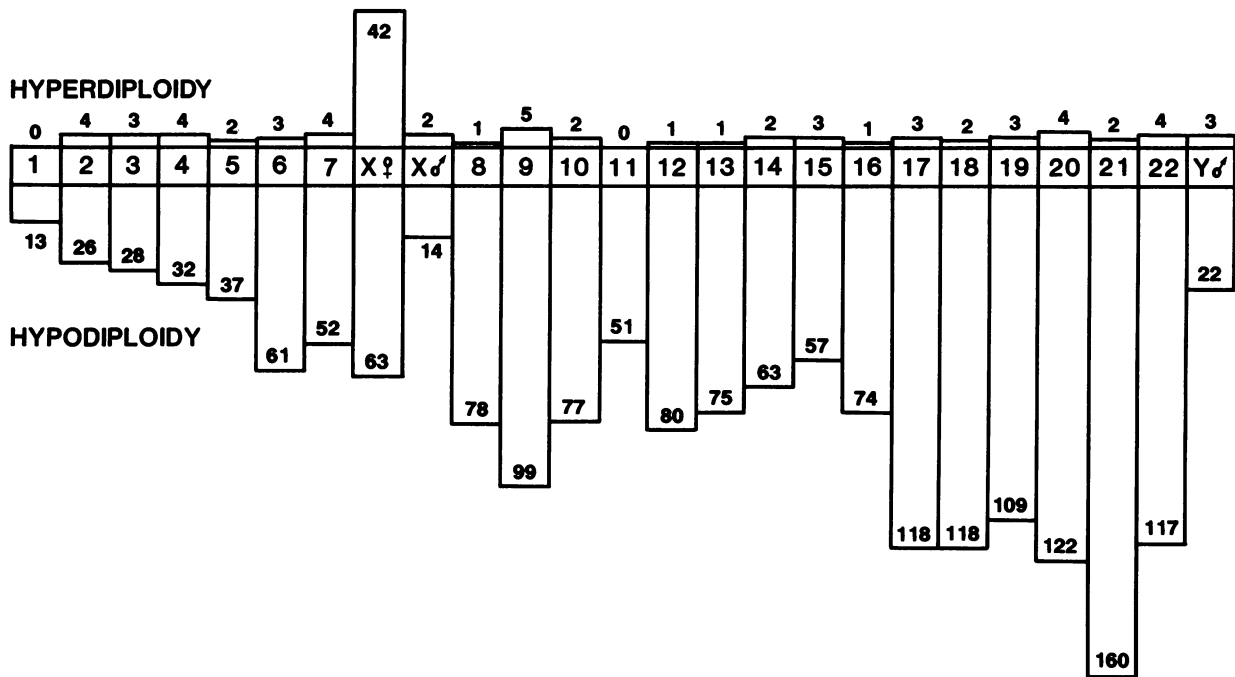 42
HYPERDIPLOIDY
0 4 3 4 2 3 4 2 1 5 2 0 1 1 2 3 1 3 2 3 4 2 4 3
1 2 3 4 5 6 7 X♀ X♂ 8 9 10 11 12 13 14 15 16 17 18 19 20 21 22 Y♂
13 26 28 32 37 61 52 63 14 78 99 77 51 80 75 63 57 74 118 118 109 122 160 117 22
HYPODIPLOIDY